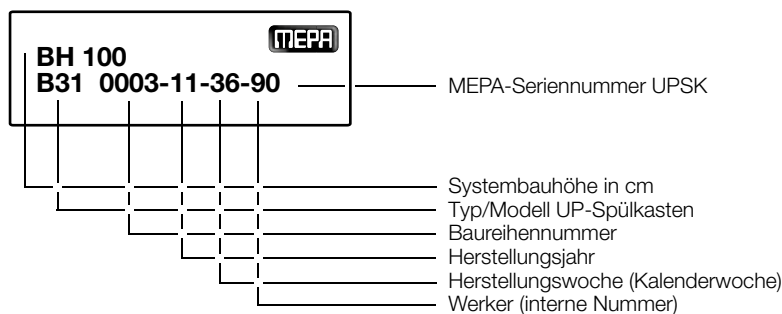 MEPA
BH 100
B31 0003-11-36-90
MEPA-Seriennummer UPSK
Systembauhöhe in cm
Typ/Modell UP-Spülkasten
Baureihennummer
Herstellungsjahr
Herstellungswoche (Kalenderwoche)
Werker (interne Nummer)